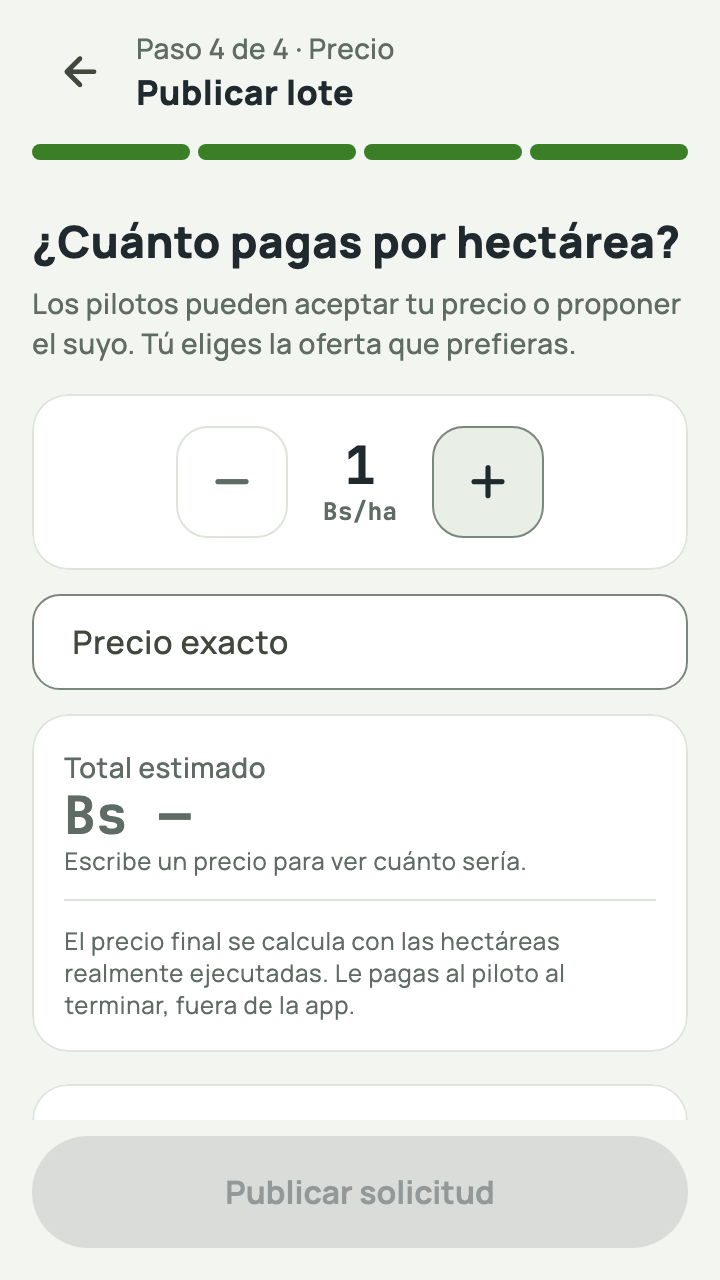 Paso 4 de 4 · Precio
Publicar lote
¿Cuánto pagas por hectárea?
Los pilotos pueden aceptar tu precio o proponer
el suyo. Tú eliges la oferta que prefieras.
1
Bs/ha
Precio exacto
Total estimado
Bs —
Escribe un precio para ver cuánto sería.
El precio final se calcula con las hectáreas
realmente ejecutadas. Le pagas al piloto al
terminar, fuera de la app.
Publicar solicitud